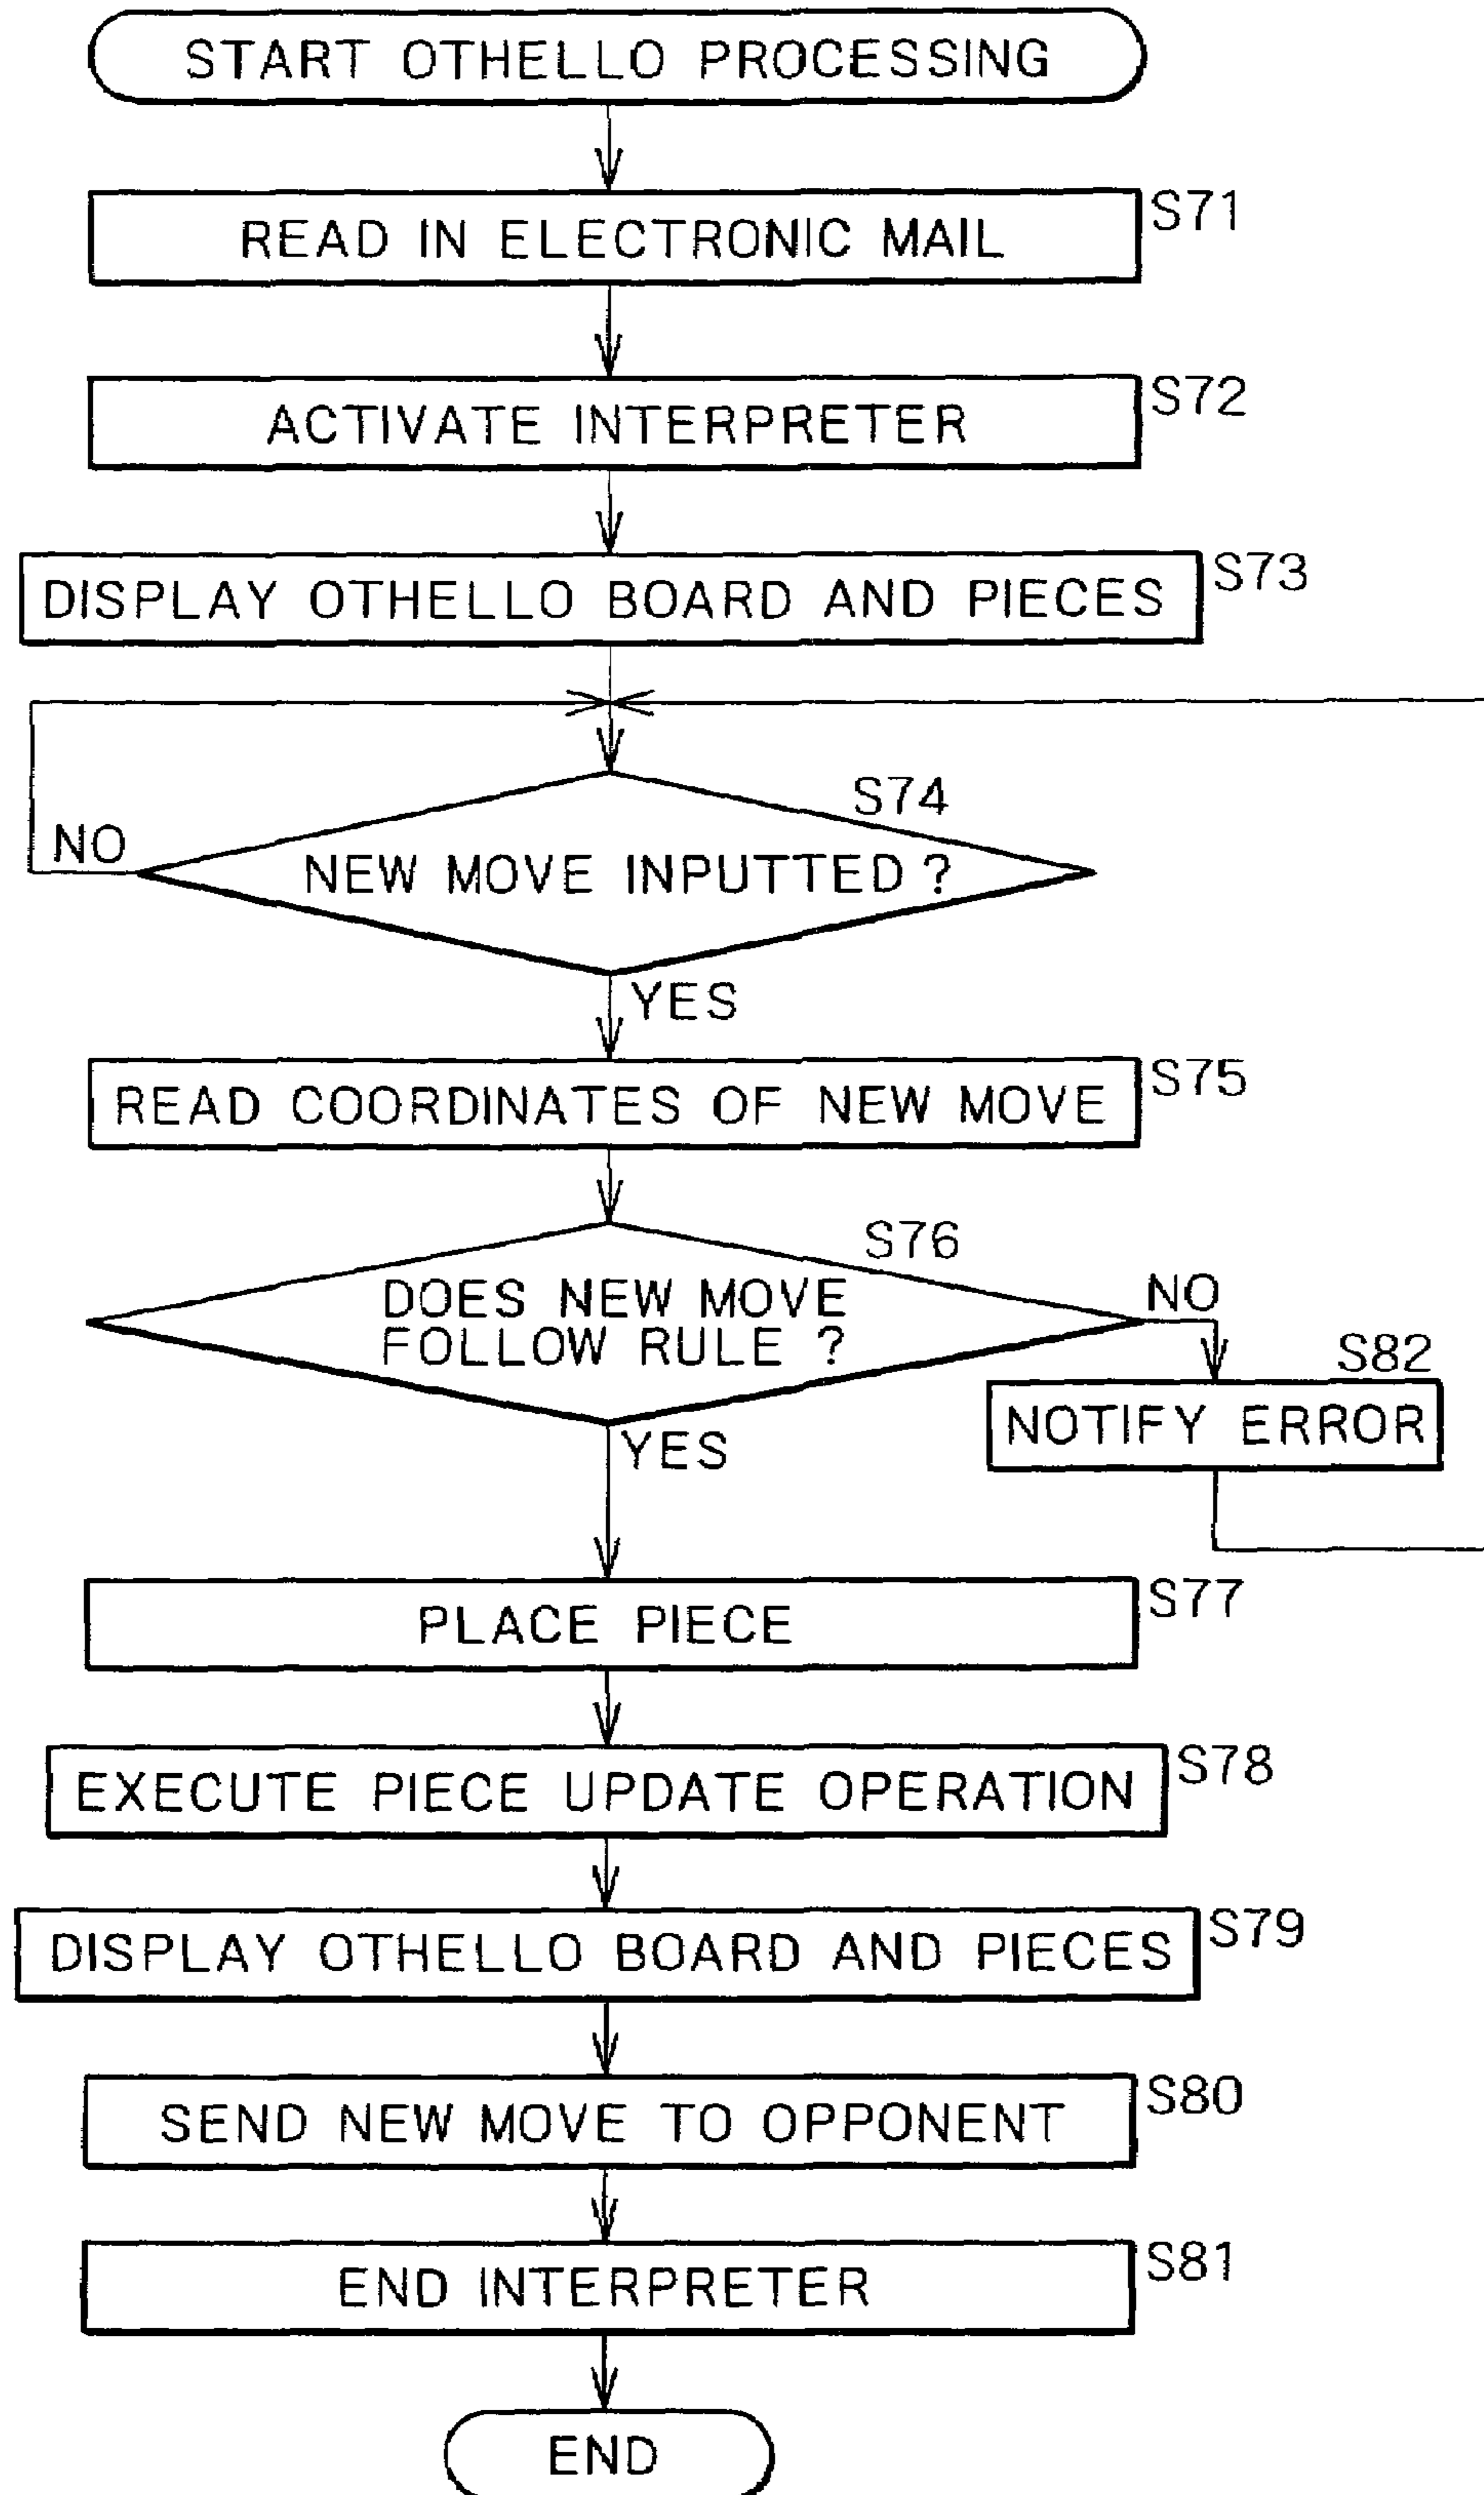 START OTHELLO PROCESSING
S71
READ IN ELECTRONIC MAIL
S72
ACTIVATE INTERPRETER
S73
DISPLAY OTHELLO BOARD AND PIECES
S74
NO
NEW MOVE INPUTTED ?
YES
S75
READ COORDINATES OF NEW MOVE
S76
DOES NEW MOVE
FOLLOW RULE ?
NO
S82
NOTIFY ERROR
YES
S77
PLACE PIECE
S78
EXECUTE PIECE UPDATE OPERATION
S79
DISPLAY OTHELLO BOARD AND PIECES
S80
SEND NEW MOVE TO OPPONENT
S81
END INTERPRETER
END